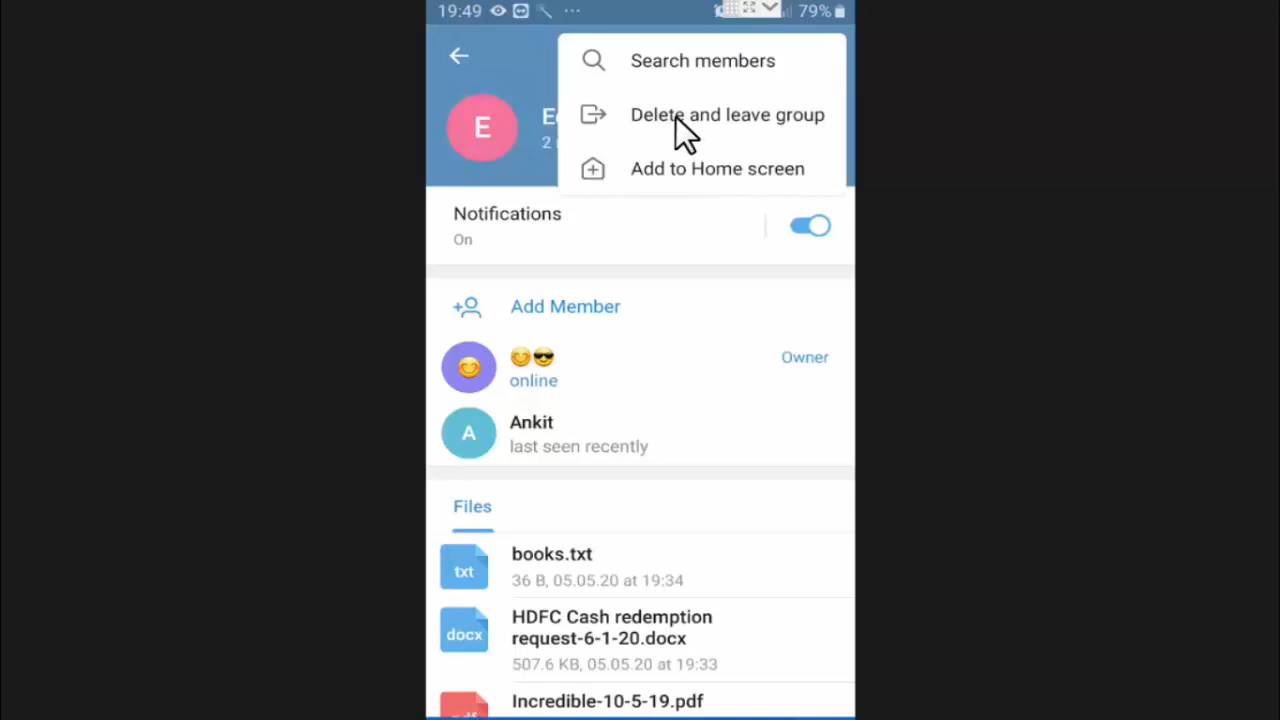 19:49
79%
Search members
Delete and leave group
Add to Home screen
E
E
2
Notifications
On
Add Member
😊😎
Owner
online
Ankit
A
last seen recently
Files
books.txt
txt
36 B, 05.05.20 at 19:34
HDFC Cash redemption
request-6-1-20.docx
docx
507.6 KB, 05.05.20 at 19:33
Incredible-10-5-19.pdf